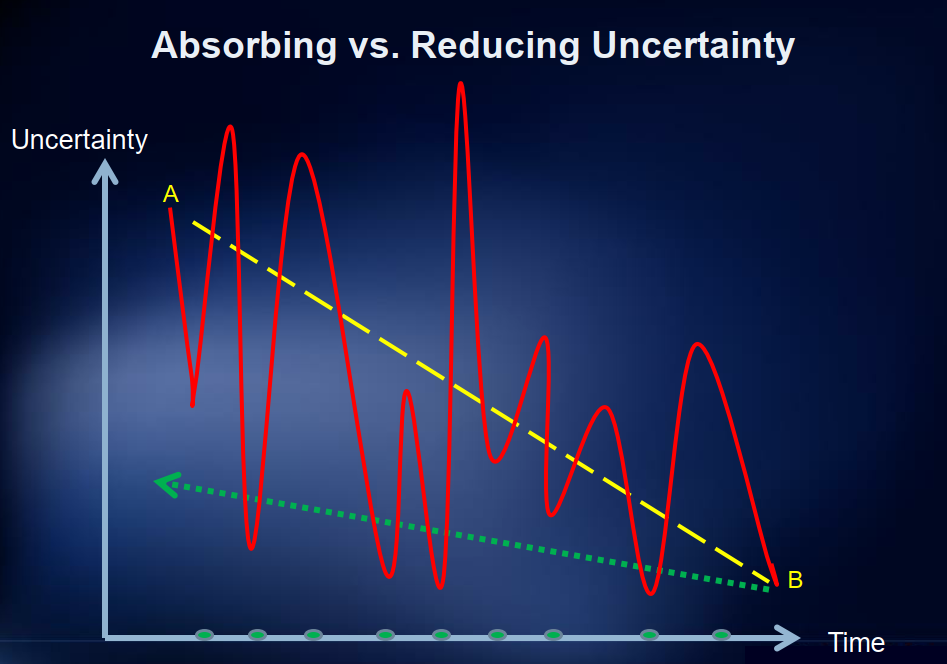 Absorbing vs. Reducing Uncertainty
Uncertainty
A
B
Time